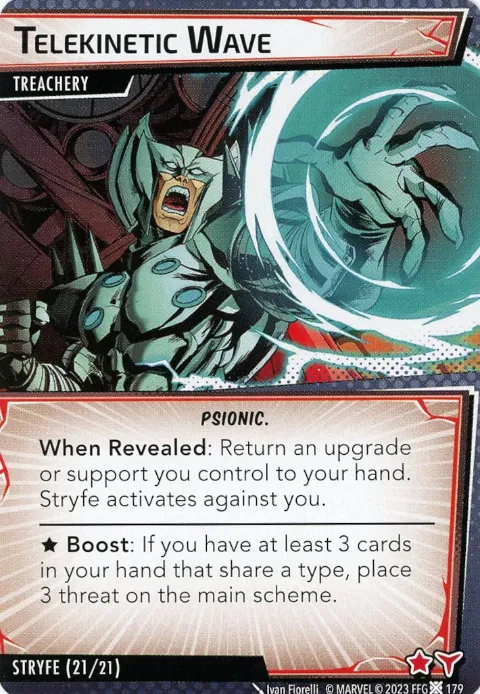 TELEKINETIC WAVE
TREACHERY
PSIONIC.
When Revealed: Return an upgrade
or support you control to your hand.
Stryfe activates against you.
★ Boost: If you have at least 3 cards
in your hand that share a type, place
3 threat on the main scheme.
STRYFE (21/21)
Ivan Fiorelli © MARVEL © 2023 FFG 179